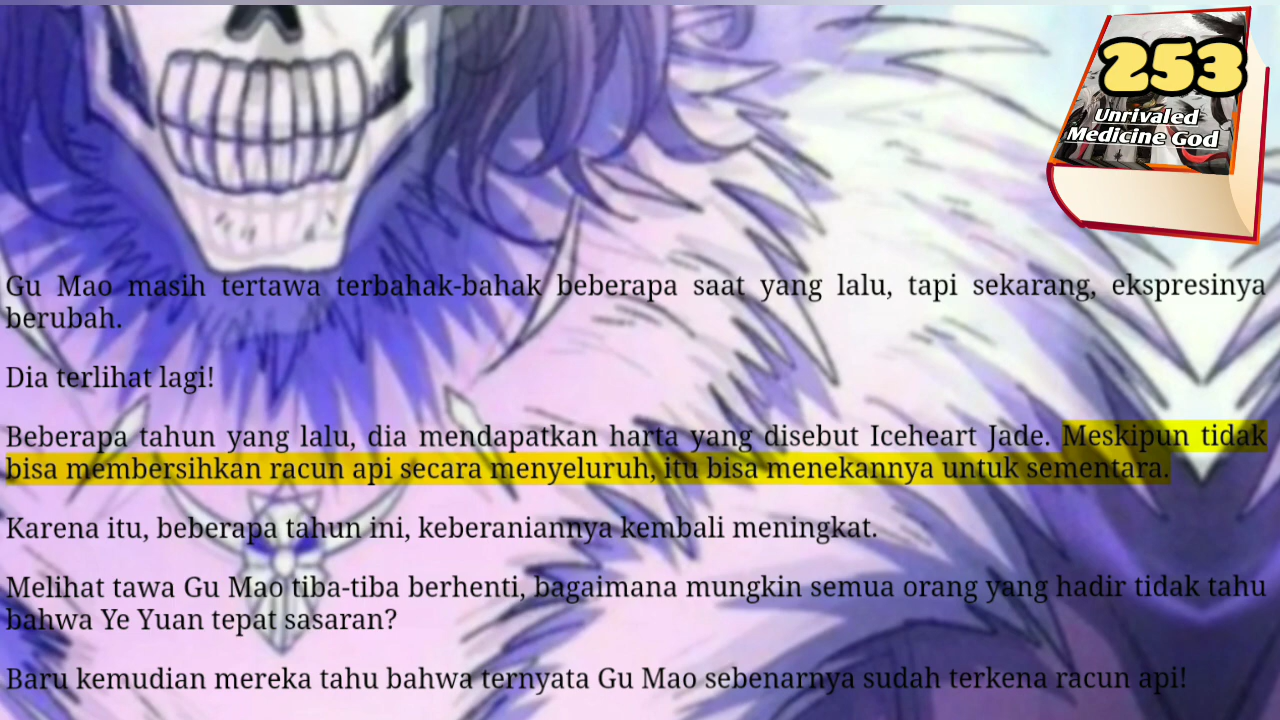 253
Unrivaled
Medicine God
Gu Mao masih tertawa terbahak-bahak beberapa saat yang lalu, tapi sekarang, ekspresinya
berubah.
Dia terlihat lagi!
Beberapa tahun yang lalu, dia mendapatkan harta yang disebut Iceheart Jade. Meskipun tidak
bisa membersihkan racun api secara menyeluruh, itu bisa menekannya untuk sementara.
Karena itu, beberapa tahun ini, keberaniannya kembali meningkat.
Melihat tawa Gu Mao tiba-tiba berhenti, bagaimana mungkin semua orang yang hadir tidak tahu
bahwa Ye Yuan tepat sasaran?
Baru kemudian mereka tahu bahwa ternyata Gu Mao sebenarnya sudah terkena racun api!